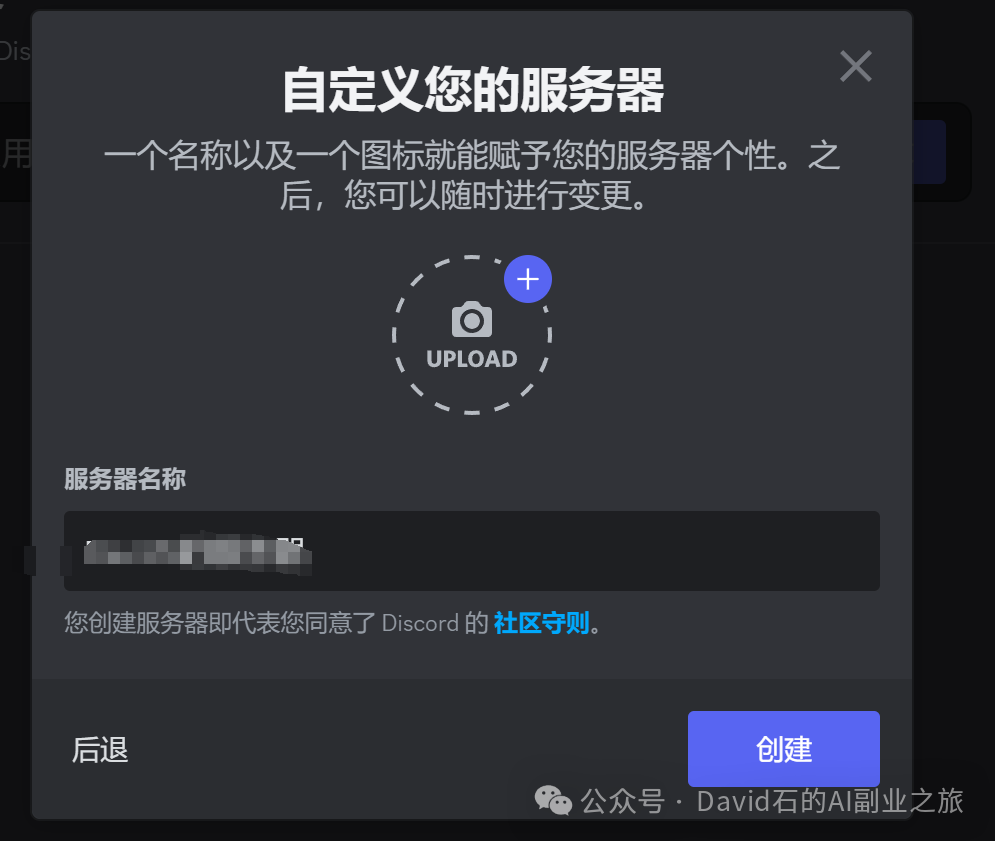 Dis
自定义您的服务器
一个名称以及一个图标就能赋予您的服务器个性。之
后，您可以随时进行变更。
用
UPLOAD
服务器名称
您创建服务器即代表您同意了 Discord 的 社区守则。
后退
创建
公众号 · David石的AI副业之旅